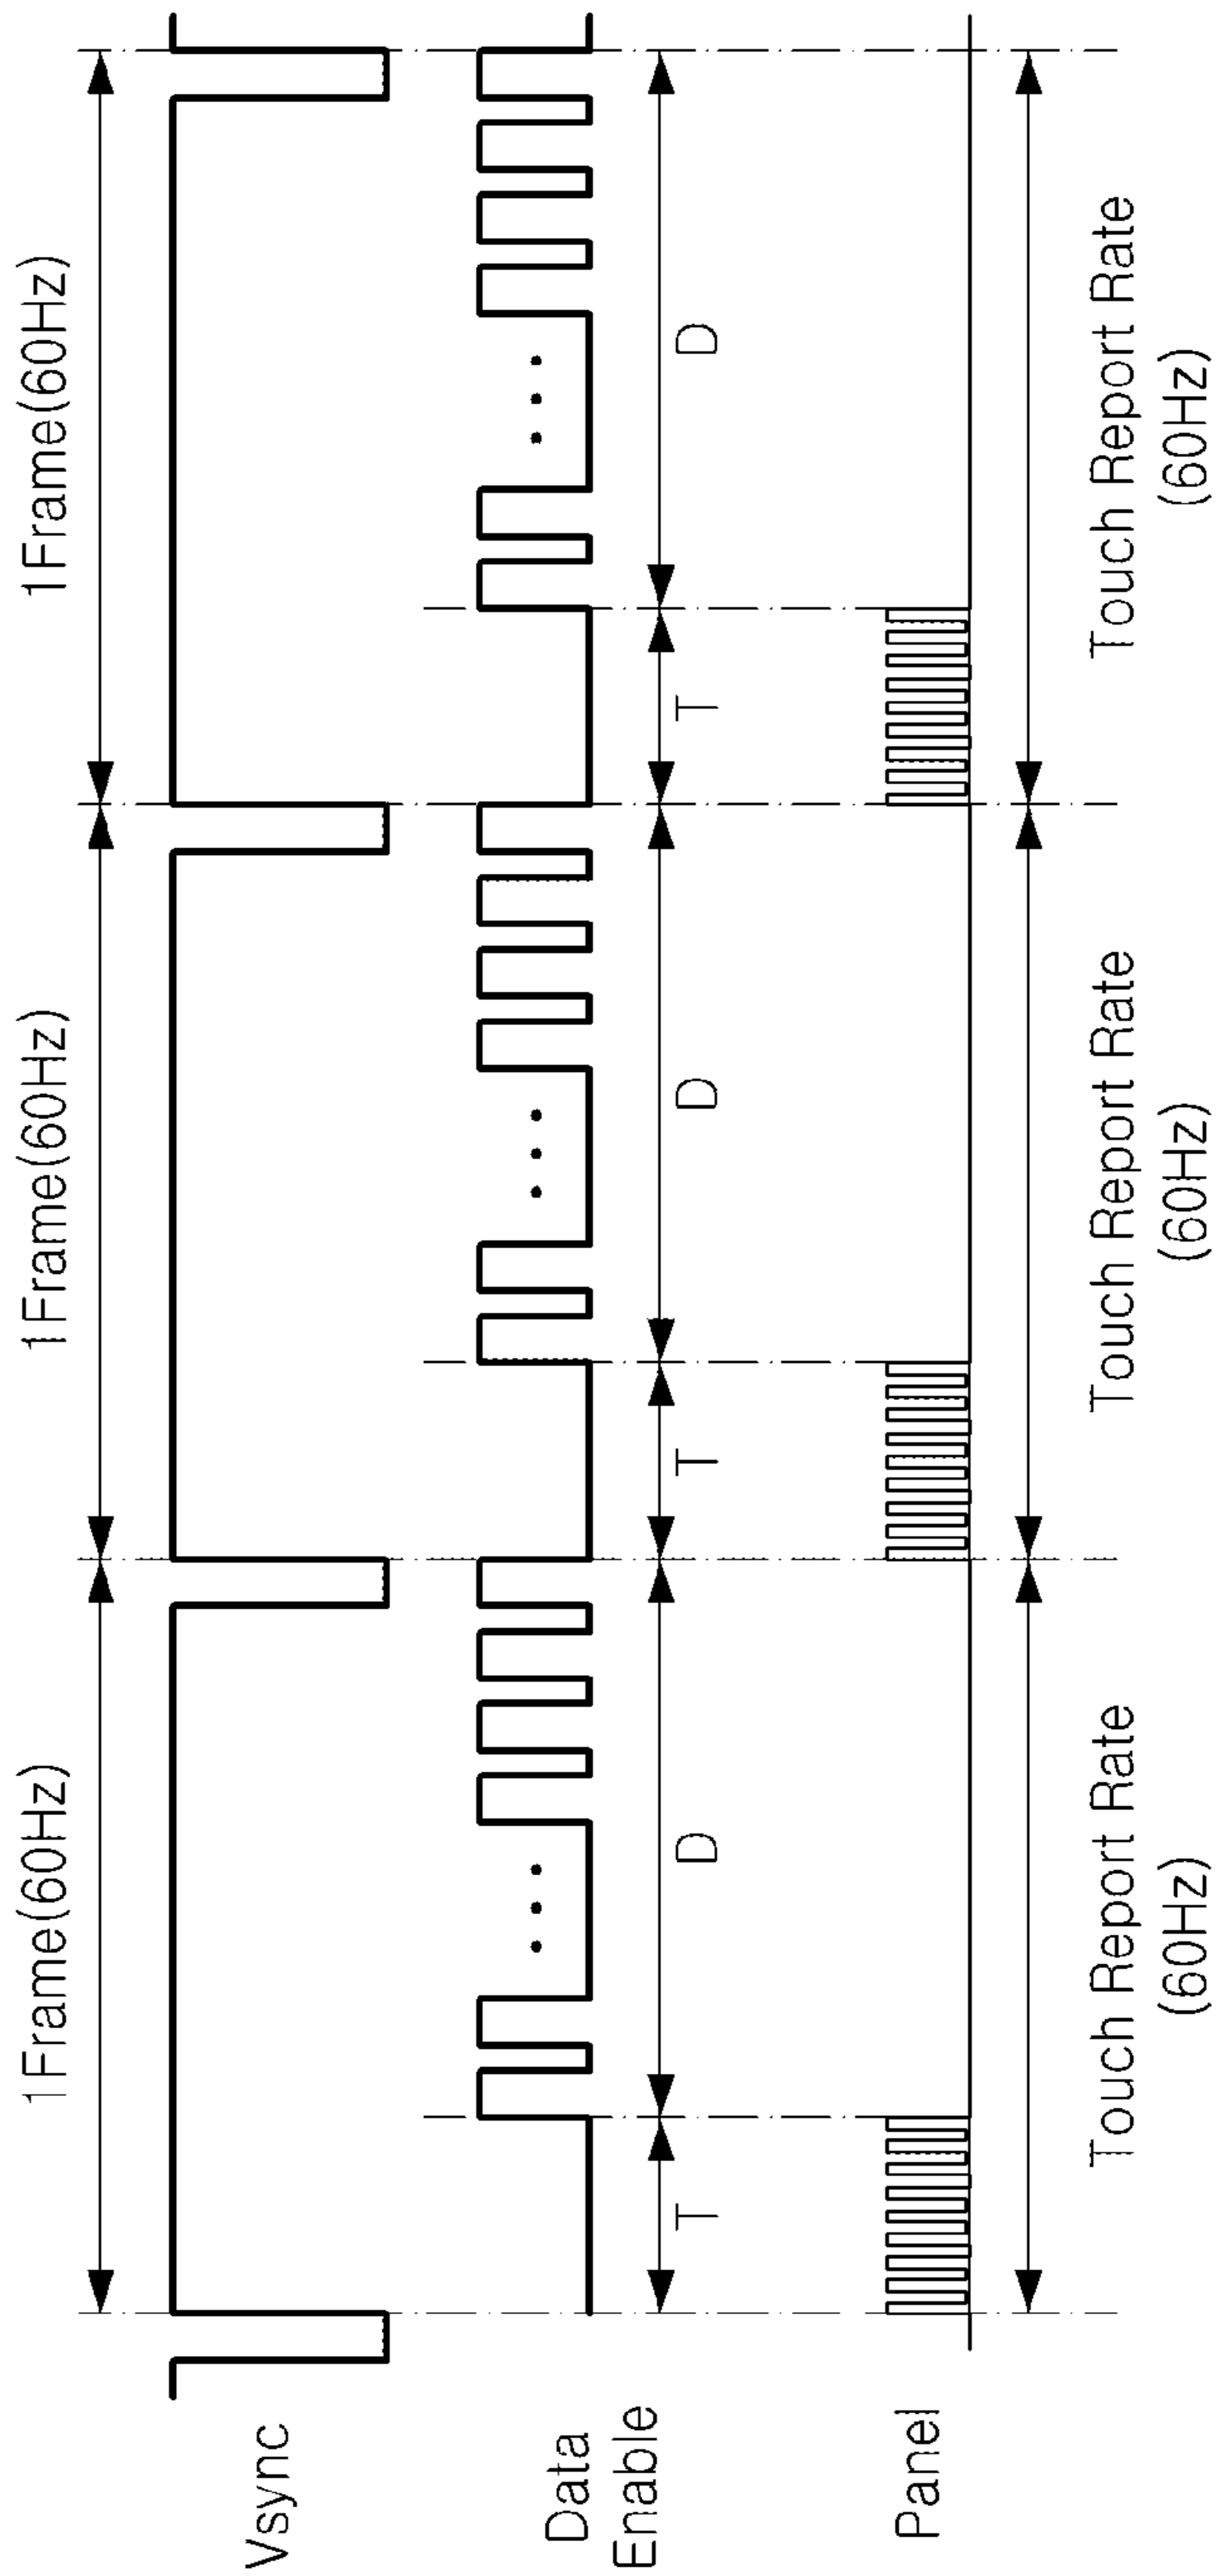 1Frame(60Hz)
1Frame(60Hz)
1Frame(60Hz)
Vsync
Data
Enable
T
D
T
D
T
D
Panel
Touch Report Rate
(60Hz)
Touch Report Rate
(60Hz)
Touch Report Rate
(60Hz)